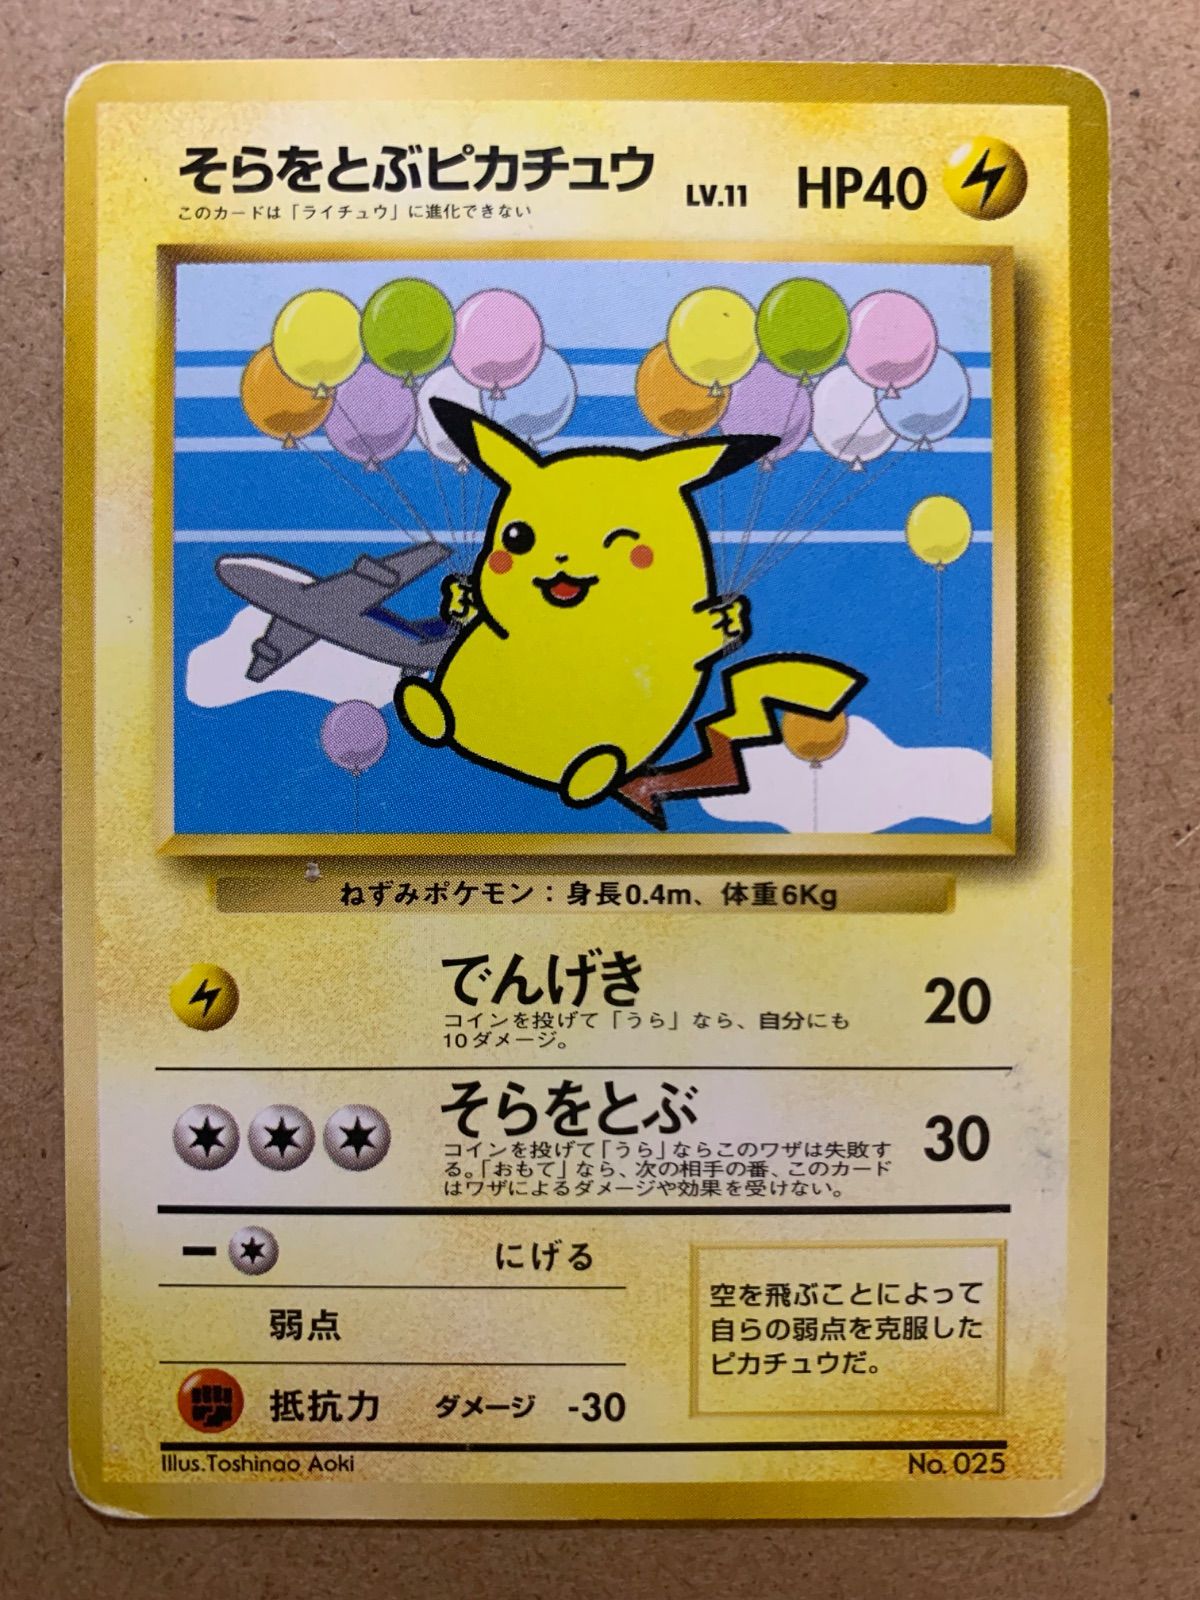 そらをとぶピカチュウ LV.11 HP40
このカードは「ライチュウ」に進化できない
ねずみポケモン：身長0.4m、体重6Kg
でんげき 20
コインを投げて「うら」なら、自分にも
10ダメージ。
そらをとぶ 30
コインを投げて「うら」ならこのワザは失敗す
る。「おもて」なら、次の相手の番、このカード
はワザによるダメージや効果を受けない。
にげる
弱点
抵抗力 ダメージ -30
空を飛ぶことによって
自らの弱点を克服した
ピカチュウだ。
Illus.Toshinao Aoki No. 025